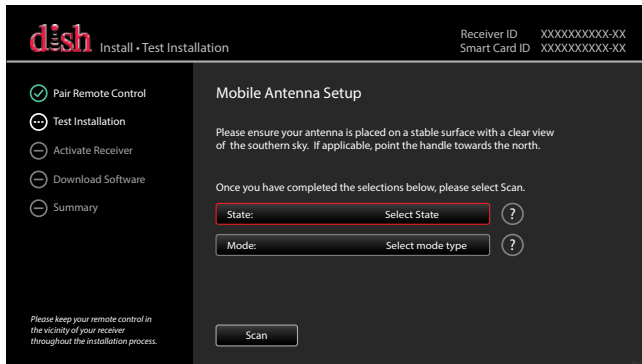 dish Install • Test Installation
Receiver ID XXXXXXXXXX-XX
Smart Card ID XXXXXXXXXX-XX
Pair Remote Control
Test Installation
Activate Receiver
Download Software
Summary
Please keep your remote control in
the vicinity of your receiver
throughout the installation process.
Mobile Antenna Setup
Please ensure your antenna is placed on a stable surface with a clear view
of the southern sky. If applicable, point the handle towards the north.
Once you have completed the selections below, please select Scan.
State: Select State ?
Mode: Select mode type ?
Scan